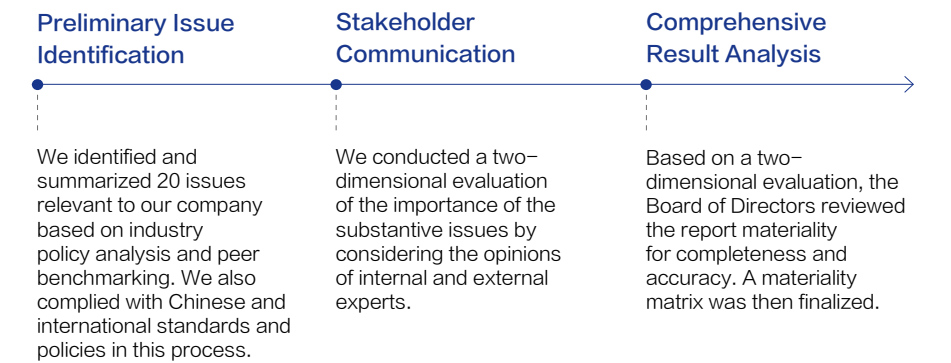 Preliminary Issue
Identification
We identified and
summarized 20 issues
relevant to our company
based on industry
policy analysis and peer
benchmarking. We also
complied with Chinese and
international standards and
policies in this process.
Stakeholder
Communication
We conducted a two-
dimensional evaluation
of the importance of the
substantive issues by
considering the opinions
of internal and external
experts.
Comprehensive
Result Analysis
Based on a two-
dimensional evaluation, the
Board of Directors reviewed
the report materiality
for completeness and
accuracy. A materiality
matrix was then finalized.